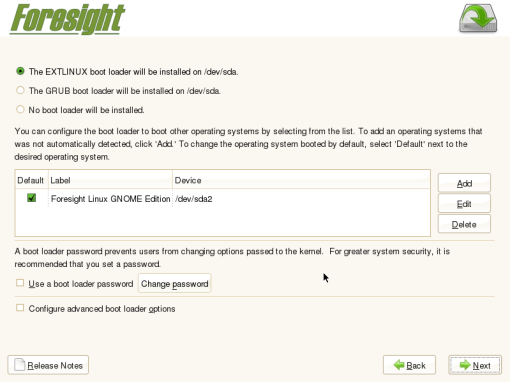 Foresight
The EXTLINUX boot loader will be installed on /dev/sda.
The GRUB boot loader will be installed on /dev/sda.
No boot loader will be installed.
You can configure the boot loader to boot other operating systems by selecting from the list. To add an operating systems that
was not automatically detected, click 'Add.' To change the operating system booted by default, select 'Default' next to the
desired operating system.
Default Label Device
Foresight Linux GNOME Edition /dev/sda2
Add
Edit
Delete
A boot loader password prevents users from changing options passed to the kernel. For greater system security, it is
recommended that you set a password.
Use a boot loader password Change password
Configure advanced boot loader options
Release Notes Back Next